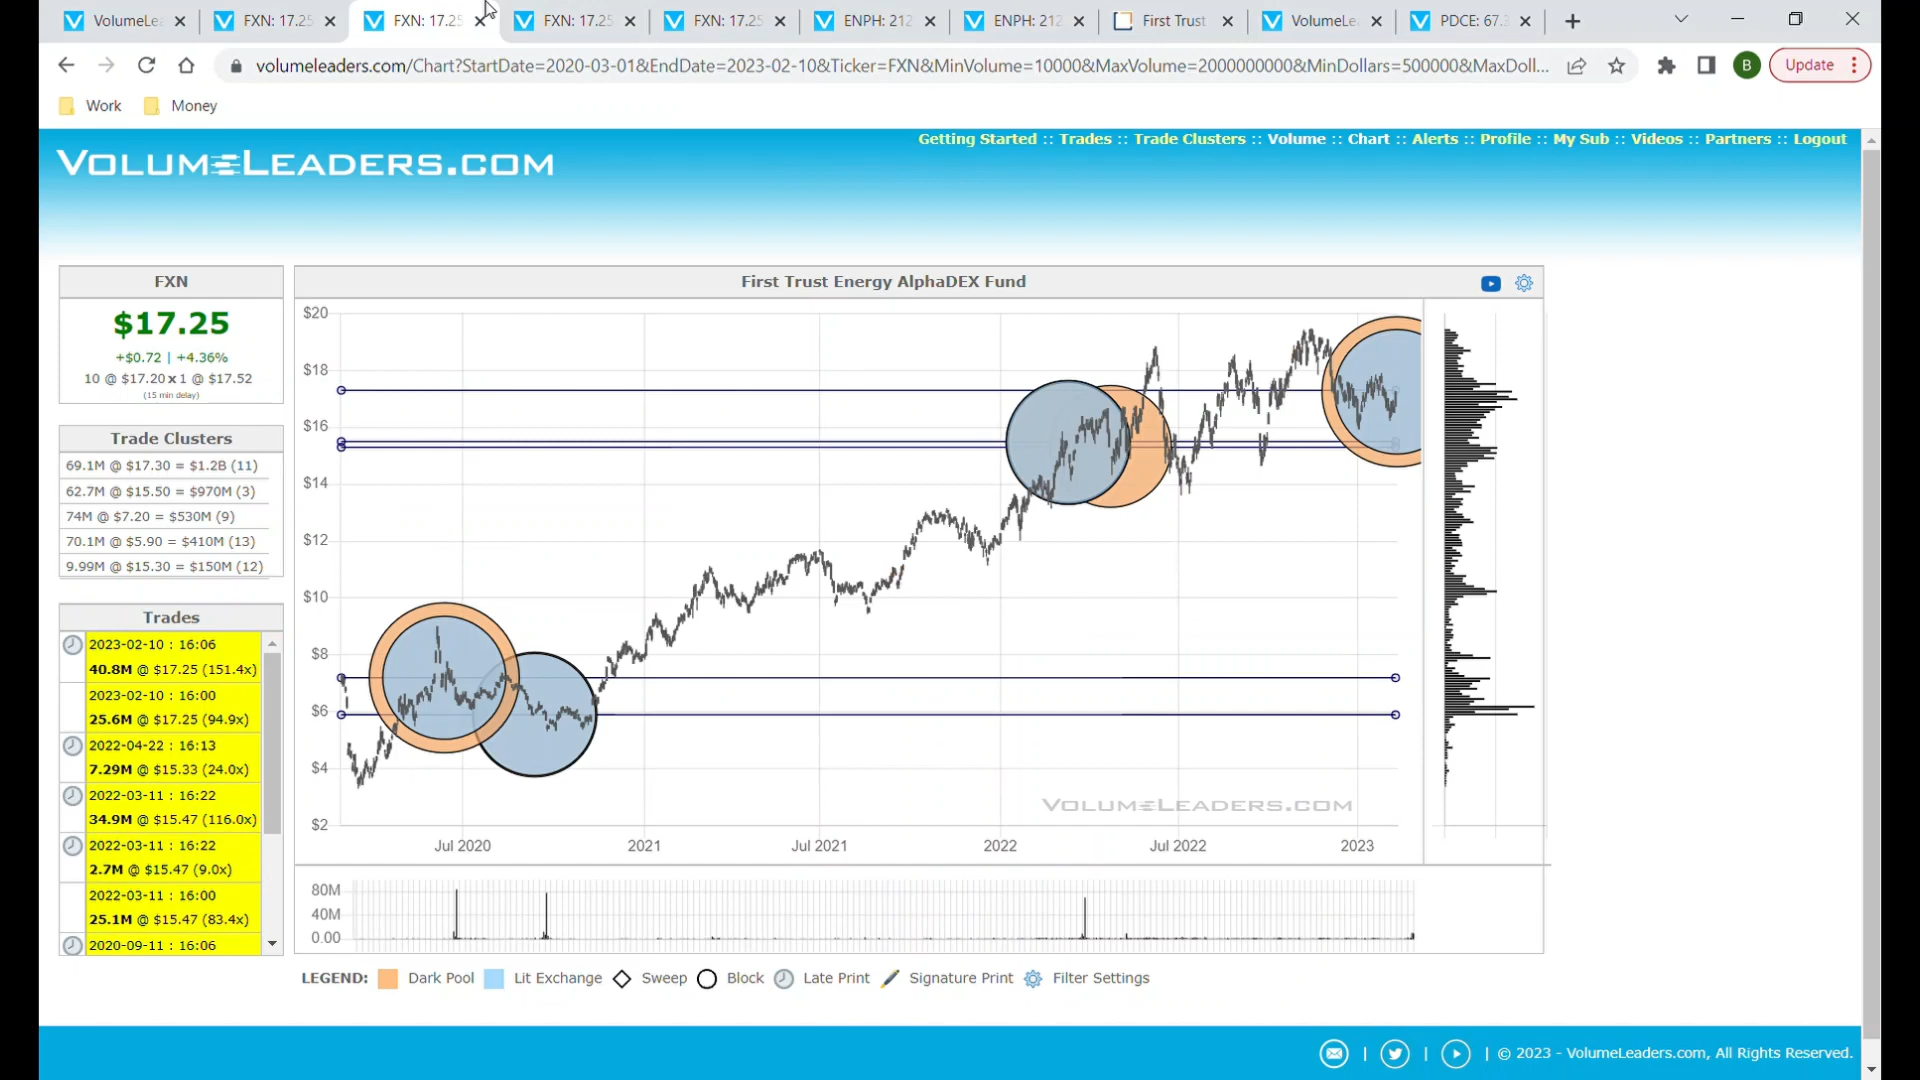 VolumeLea
FXN: 17.25
FXN: 17.25
FXN: 17.25
FXN: 17.25
ENPH: 212
ENPH: 212
First Trust
VolumeLe
PDCE: 67.3
volumeleaders.com/Chart?StartDate=2020-03-01&EndDate=2023-02-10&Ticker=FXN&MinVolume=10000&MaxVolume=2000000000&MinDollars=500000&MaxDoll...
B
Update
Work
Money
Getting Started :: Trades :: Trade Clusters :: Volume :: Chart :: Alerts :: Profile :: My Sub :: Videos :: Partners :: Logout
VOLUMELEADERS.COM
FXN
$17.25
+$0.72 | +4.36%
10 @ $17.20 x 1 @ $17.52
(15 min delay)
Trade Clusters
69.1M @ $17.30 = $1.2B (11)
62.7M @ $15.50 = $970M (3)
74M @ $7.20 = $530M (9)
70.1M @ $5.90 = $410M (13)
9.99M @ $15.30 = $150M (12)
Trades
2023-02-10 : 16:06
40.8M @ $17.25 (151.4x)
2023-02-10 : 16:00
25.6M @ $17.25 (94.9x)
2022-04-22 : 16:13
7.29M @ $15.33 (24.0x)
2022-03-11 : 16:22
34.9M @ $15.47 (116.0x)
2022-03-11 : 16:22
2.7M @ $15.47 (9.0x)
2022-03-11 : 16:00
25.1M @ $15.47 (83.4x)
2020-09-11 : 16:06
First Trust Energy AlphaDEX Fund
$20
$18
$16
$14
$12
$10
$8
$6
$4
$2
VOLUMELEADERS.COM
Jul 2020
2021
Jul 2021
2022
Jul 2022
2023
80M
40M
0.00
LEGEND: Dark Pool Lit Exchange Sweep Block Late Print Signature Print Filter Settings
| | | © 2023 - VolumeLeaders.com, All Rights Reserved.